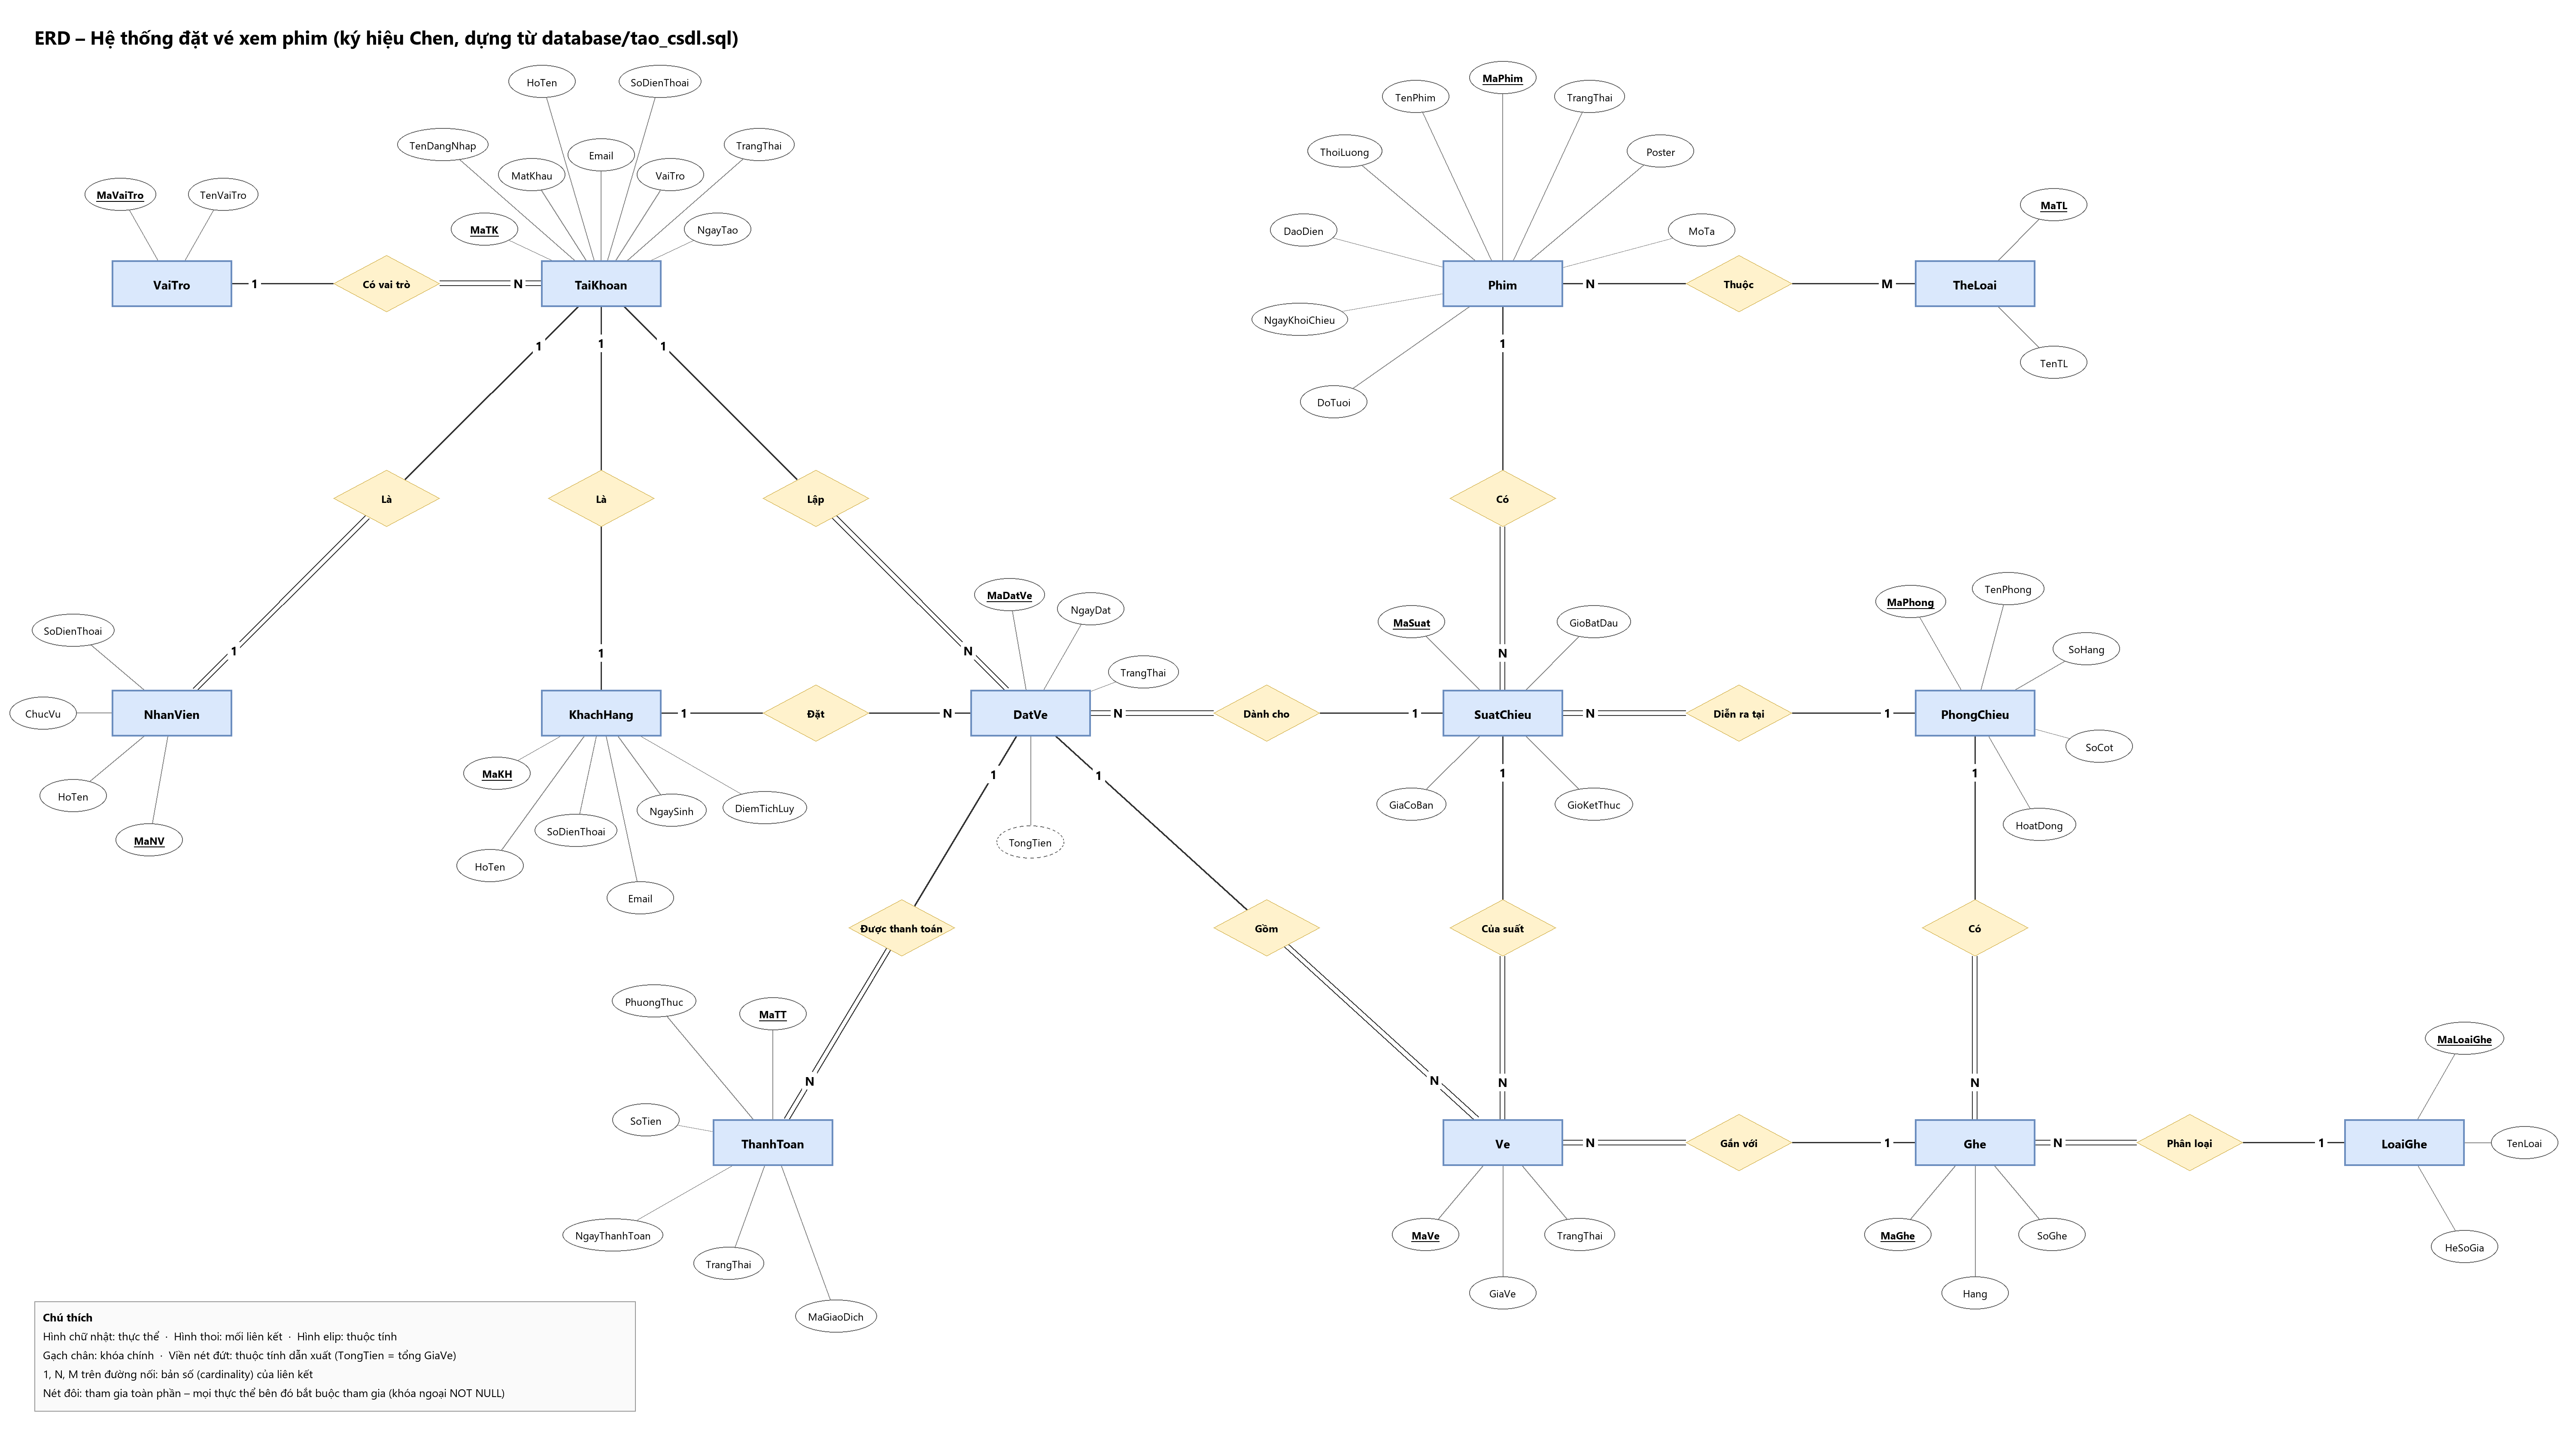 ERD – Hệ thống đặt vé xem phim (ký hiệu Chen, dựng từ database/tao_csdl.sql)
HoTen
SoDienThoai
TenDangNhap
MatKhau
Email
VaiTro
TrangThai
MaTK
NgayTao
MaVaiTro
TenVaiTro
VaiTro
1
Có vai trò
N
TaiKhoan
MaPhim
TenPhim
TrangThai
ThoiLuong
Poster
DaoDien
MoTa
NgayKhoiChieu
DoTuoi
Phim
N
Thuộc
M
TheLoai
MaTL
TenTL
1
1
1
1
Là
Là
Lập
Có
1
1
N
N
SoDienThoai
ChucVu
HoTen
MaNV
NhanVien
KhachHang
1
Đặt
N
DatVe
MaDatVe
NgayDat
TrangThai
TongTien
N
Dành cho
1
SuatChieu
MaSuat
GioBatDau
GiaCoBan
GioKetThuc
N
Diễn ra tại
1
PhongChieu
MaPhong
TenPhong
SoHang
SoCot
HoatDong
MaKH
HoTen
SoDienThoai
Email
NgaySinh
DiemTichLuy
1
1
1
1
Được thanh toán
Gồm
Của suất
Có
N
N
N
N
PhuongThuc
MaTT
SoTien
ThanhToan
NgayThanhToan
TrangThai
MaGiaoDich
Ve
N
Gắn với
1
Ghe
N
Phân loại
1
LoaiGhe
MaLoaiGhe
TenLoai
HeSoGia
MaVe
GiaVe
TrangThai
MaGhe
Hang
SoGhe
Chú thích
Hình chữ nhật: thực thể · Hình thoi: mối liên kết · Hình elip: thuộc tính
Gạch chân: khóa chính · Viền nét đứt: thuộc tính dẫn xuất (TongTien = tổng GiaVe)
1, N, M trên đường nối: bản số (cardinality) của liên kết
Nét đôi: tham gia toàn phần – mọi thực thể bên đó bắt buộc tham gia (khóa ngoại NOT NULL)